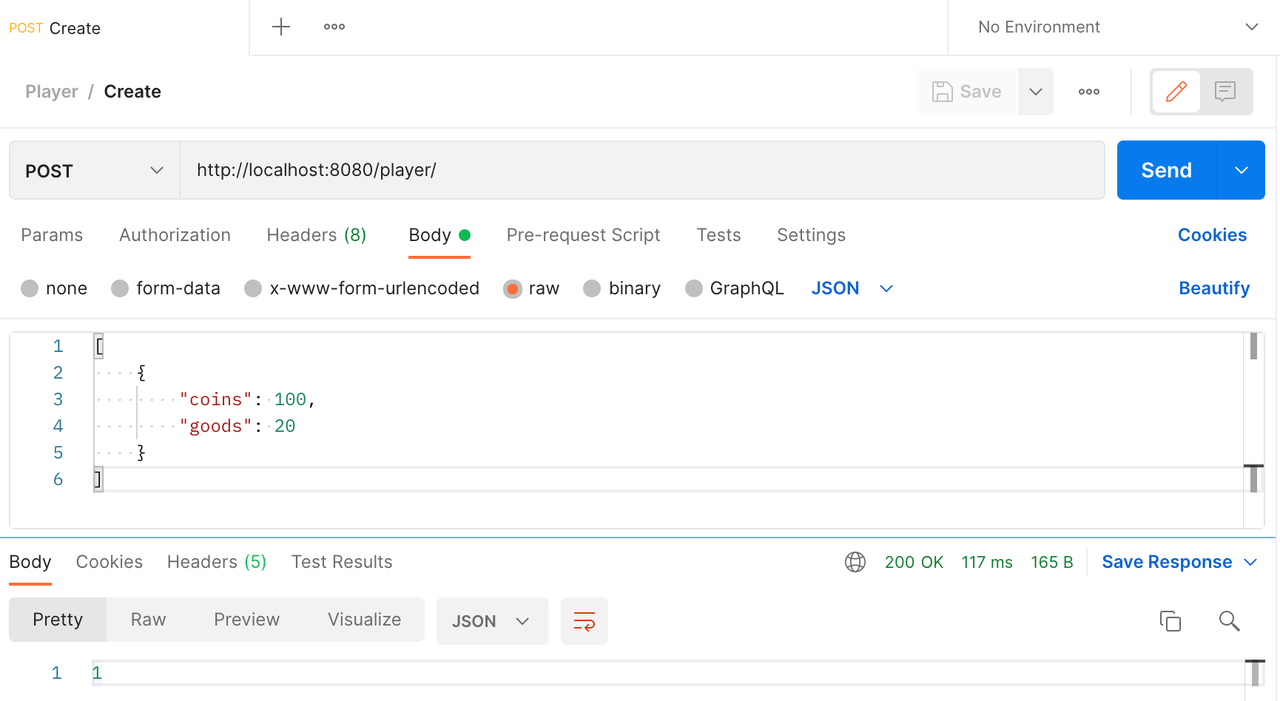 POST Create
No Environment
Player / Create
Save
POST
http://localhost:8080/player/
Send
Params Authorization Headers (8) Body Pre-request Script Tests Settings Cookies
none form-data x-www-form-urlencoded raw binary GraphQL JSON Beautify
1 [
2 {
3 "coins": 100,
4 "goods": 20
5 }
6 ]
Body Cookies Headers (5) Test Results 200 OK 117 ms 165 B Save Response
Pretty Raw Preview Visualize JSON
1 1